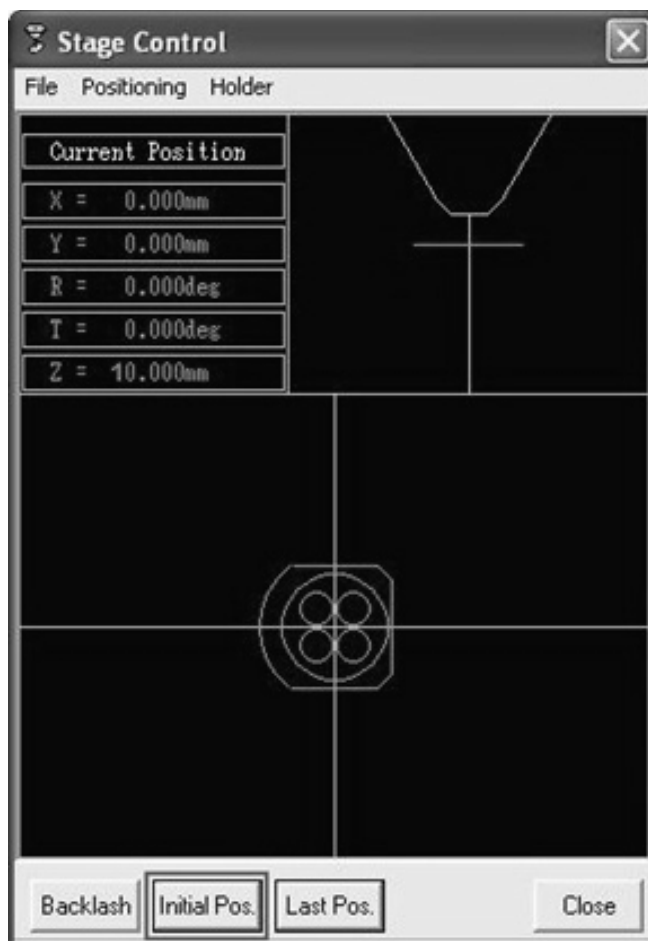 Stage Control
File Positioning Holder
Current Position
X = 0.000mm
Y = 0.000mm
R = 0.000deg
T = 0.000deg
Z = 10.000mm
Backlash Initial Pos. Last Pos. Close